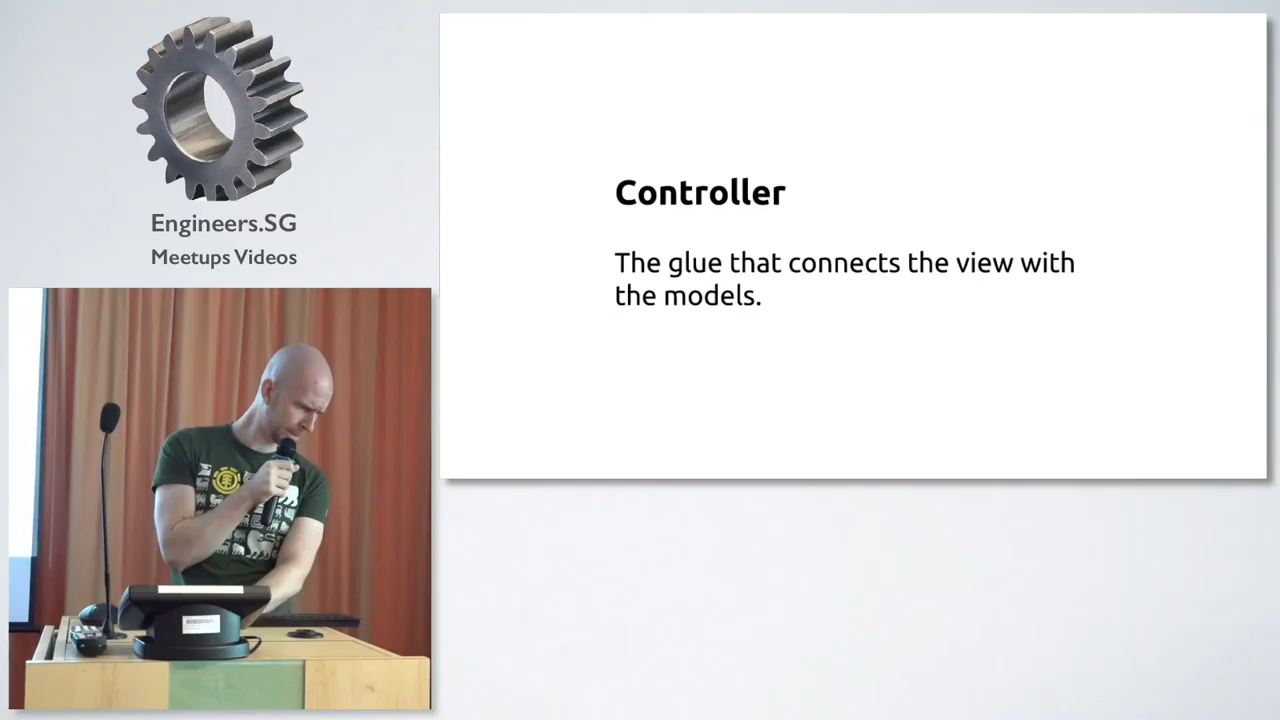 Engineers.SG
Meetups Videos
Controller
The glue that connects the view with
the models.